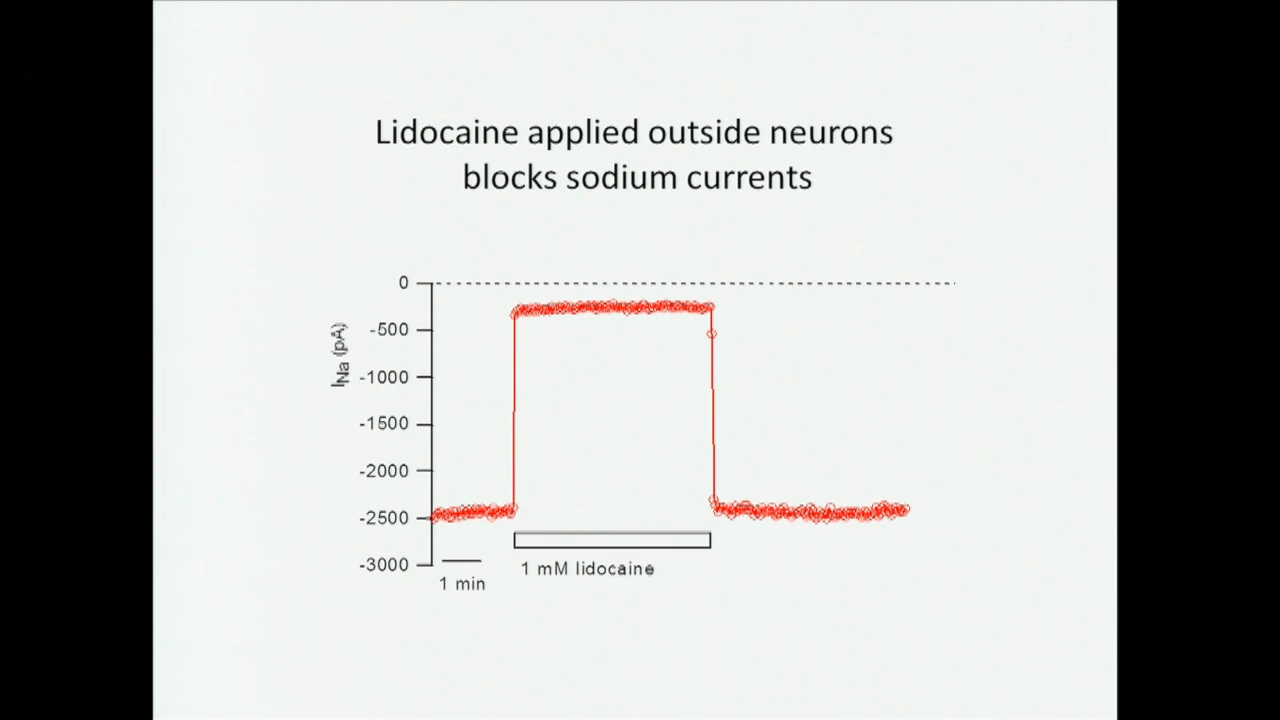 Lidocaine applied outside neurons
blocks sodium currents
0
-500
-1000
-1500
-2000
-2500
-3000
INa (pA)
1 min
1 mM lidocaine